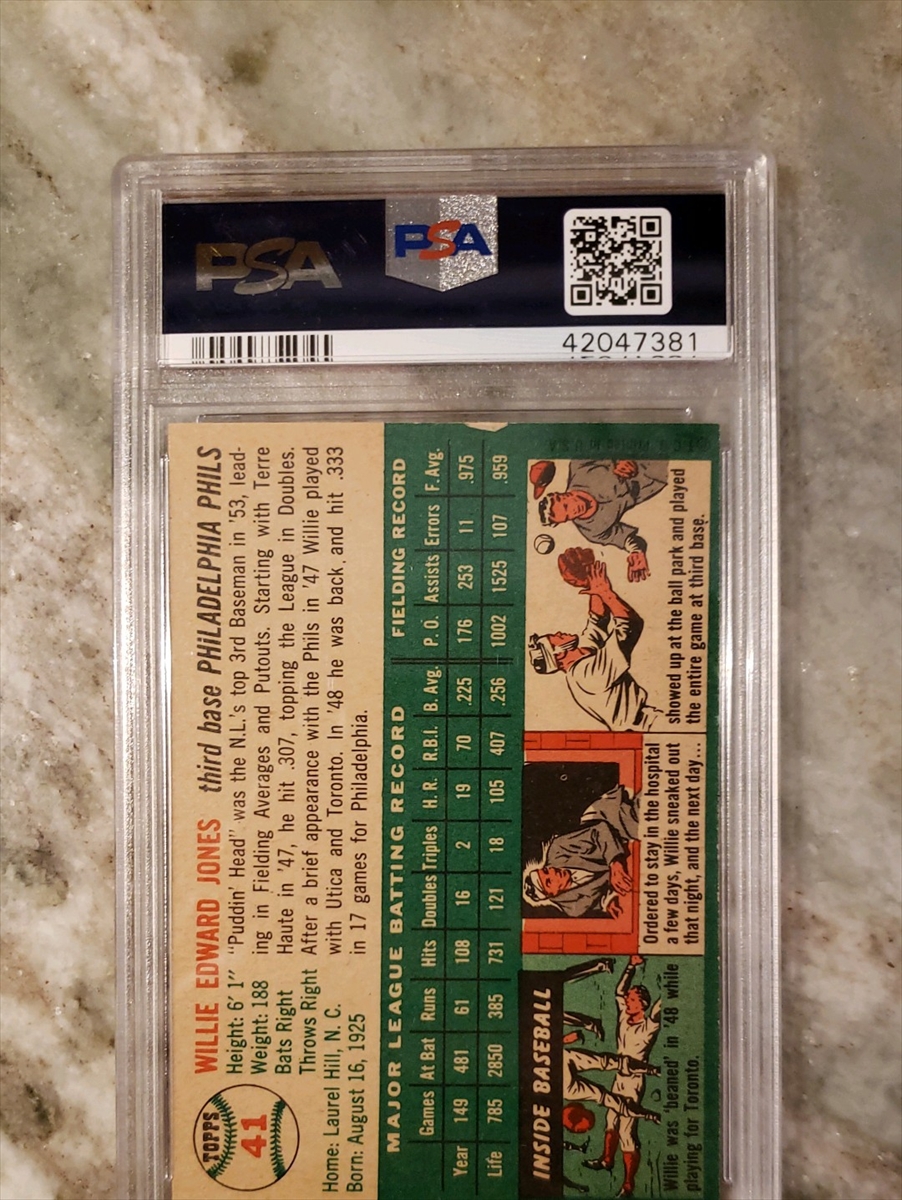 PSA
PSA
42047381
TOPPS
41
WILLIE EDWARD JONES third base PHILADELPHIA PHILS
Height: 6' 1"
Weight: 188
Bats Right
Throws Right
Home: Laurel Hill, N. C.
Born: August 16, 1925
"Puddin' Head" was the N.L.'s top 3rd Baseman in '53, lead-
ing in Fielding Averages and Putouts. Starting with Terre
Haute in '47, he hit .307, topping the League in Doubles.
After a brief appearance with the Phils in '47 Willie played
with Utica and Toronto. In '48 he was back, and hit .333
in 17 games for Philadelphia.
MAJOR LEAGUE BATTING RECORD FIELDING RECORD
Games At Bat Runs Hits Doubles Triples H. R. R.B.I. B. Avg. P. O. Assists Errors F. Avg.
Year 149 481 61 108 16 2 19 70 .225 176 253 11 .975
Life 785 2850 385 731 121 18 105 407 .256 1002 1525 107 .959
INSIDE BASEBALL
Willie was 'beaned' in '48 while
playing for Toronto.
Ordered to stay in the hospital
a few days, Willie sneaked out
that night, and the next day...
showed up at the ball park and played
the entire game at third base.